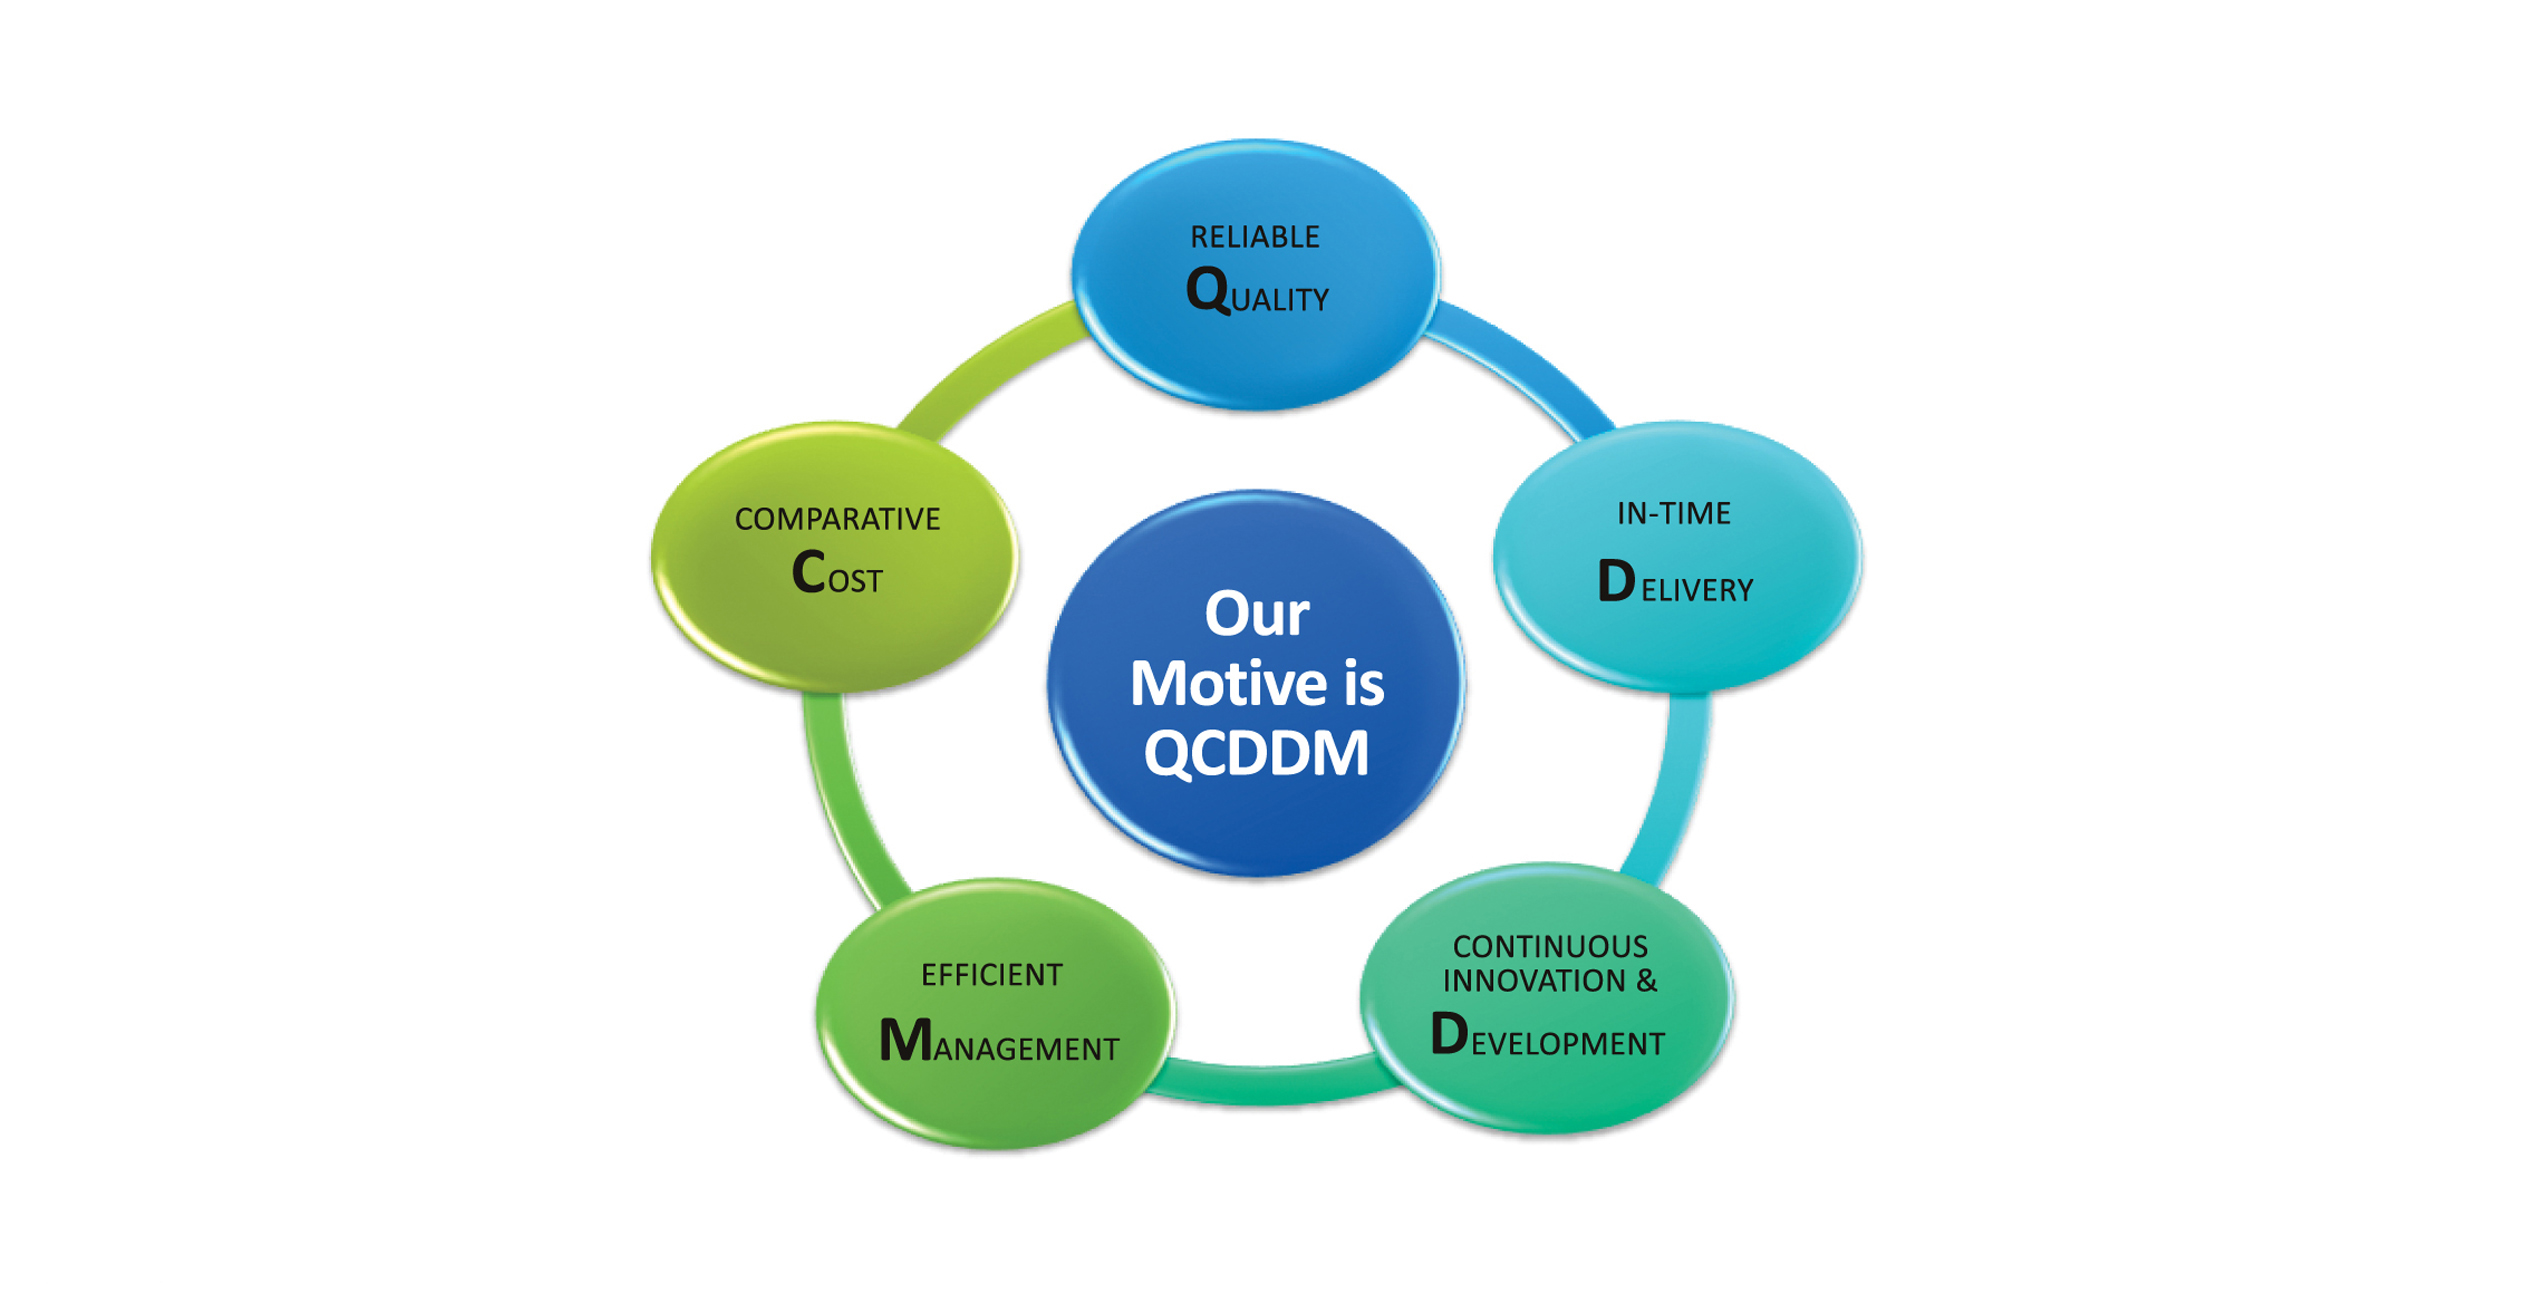 RELIABLE
QUALITY
COMPARATIVE
COST
IN-TIME
DELIVERY
Our
Motive is
QCDDM
EFFICIENT
MANAGEMENT
CONTINUOUS
INNOVATION &
DEVELOPMENT